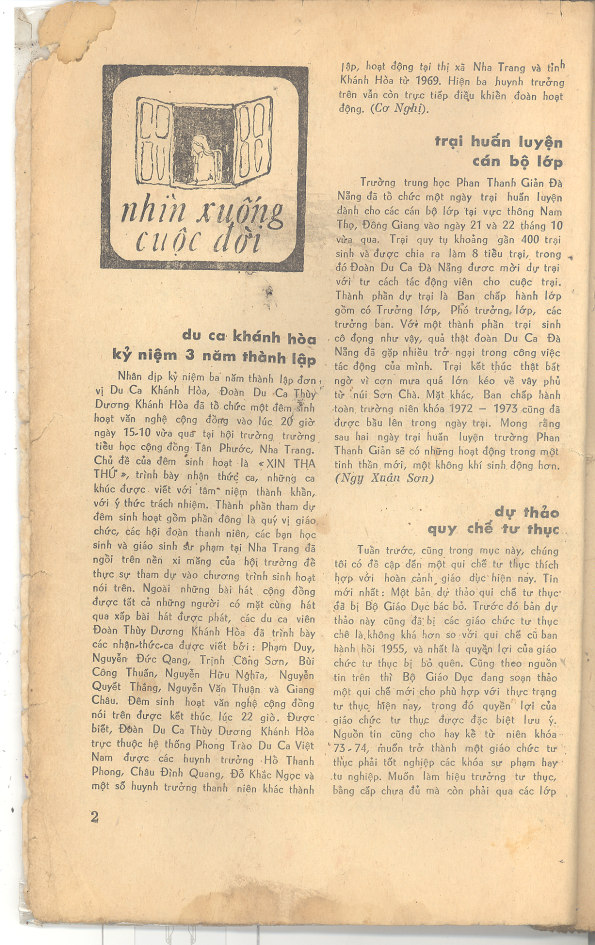 nhìn xuống
cuộc đời
du ca khánh hòa
kỷ niệm 3 năm thành lập
Nhân dịp kỷ niệm ba năm thành lập đơn
vị Du Ca Khánh Hòa, Đoàn Du Ca Thùy
Dương Khánh Hòa đã tổ chức một đêm sinh
hoạt văn nghệ cộng đồng vào lúc 20 giờ
ngày 15-10 vừa qua tại hội trường trường
tiểu học cộng đồng Tân Phước, Nha Trang.
Chủ đề của đêm sinh hoạt là «XIN THA
THỨ», trình bày nhận thức ca, những ca
khúc được viết với tâm niệm thành khẩn,
với ý thức trách nhiệm. Thành phần tham dự
đêm sinh hoạt gồm phần đông là quý vị giáo
chức, các hội đoàn thanh niên, các bạn học
sinh và giáo sinh sư phạm tại Nha Trang đã
ngồi trên nền xi măng của hội trường để
thực sự tham dự vào chương trình sinh hoạt
nói trên. Ngoài những bài hát cộng đồng
được tất cả những người có mặt cùng hát
qua xấp bài hát được phát, các du ca viên
Đoàn Thùy Dương Khánh Hòa đã trình bày
các nhận-thức-ca được viết bởi: Phạm Duy,
Nguyễn Đức Qang, Trịnh Công Sơn, Bùi
Công Thuấn, Nguyễn Hữu Nghĩa, Nguyễn
Quyết Thắng, Nguyễn Văn Thuận và Giang
Châu. Đêm sinh hoạt văn nghệ cộng đồng
nói trên được kết thúc lúc 22 giờ. Được
biết, Đoàn Du Ca Thùy Dương Khánh Hòa
trực thuộc hệ thống Phong Trào Du Ca Việt
Nam được các huynh trưởng Hồ Thanh
Phong, Châu Đình Quang, Đỗ Khắc Ngọc và
một số huynh trưởng thanh niên khác thành
lập, hoạt động tại thị xã Nha Trang và tỉnh
Khánh Hòa từ 1969. Hiện ba huynh trưởng
trên vẫn còn trực tiếp điều khiển đoàn hoạt
động. (Cơ Nghi).
trại huấn luyện
cán bộ lớp
Trường trung học Phan Thanh Giản Đà
Nẵng đã tổ chức một ngày trại huấn luyện
dành cho các cán bộ lớp tại vực thông Nam
Thọ, Đông Giang vào ngày 21 và 22 tháng 10
vừa qua. Trại quy tụ khoảng gần 400 trại
sinh và được chia ra làm 8 tiểu trại, trong
đó Đoàn Du Ca Đà Nẵng được mời dự trại
với tư cách tác động viên cho cuộc trại.
Thành phần dự trại là Ban chấp hành lớp
gồm có Trưởng lớp, Phó trưởng lớp, các
trưởng ban. Với một thành phần trại sinh
cô đọng như vậy, quả thật đoàn Du Ca Đà
Nẵng đã gặp nhiều trở ngại trong công việc
tác động của mình. Trại kết thúc thật bất
ngờ vì cơn mưa quá lớn kéo về vây phủ
từ núi Sơn Chà. Mặt khác, Ban chấp hành
toàn trường niên khóa 1972 – 1973 cũng đã
được bầu lên trong ngày trại. Mong rằng
sau hai ngày trại huấn luyện trường Phan
Thanh Giản sẽ có những hoạt động trong một
tinh thần mới, một không khí sinh động hơn.
(Ngy Xuân Sơn)
dự thảo
quy chế tư thục
Tuần trước, cũng trong mục này, chúng
tôi có đề cập đến một qui chế tư thục thích
hợp với hoàn cảnh giáo dục hiện nay. Tin
mới nhất: Một bản dự thảo qui chế tư thục
đã bị Bộ Giáo Dục bác bỏ. Trước đó bản dự
thảo này cũng đã bị các giáo chức tư thục
chê là không khá hơn so với qui chế cũ ban
hành hồi 1955, và nhất là quyền lợi của giáo
chức tư thục bị bỏ quên. Cũng theo nguồn
tin trên thì Bộ Giáo Dục đang soạn thảo
một qui chế mới cho phù hợp với thực trạng
tư thục hiện nay, trong đó quyền lợi của
giáo chức tư thục được đặc biệt lưu ý.
Nguồn tin cũng cho hay kể từ niên khóa
73-74, muốn trở thành một giáo chức tư
thục phải tốt nghiệp các khóa sư phạm hay
tu nghiệp. Muốn làm hiệu trưởng tư thục,
bằng cấp chưa đủ mà còn phải qua các lớp
2